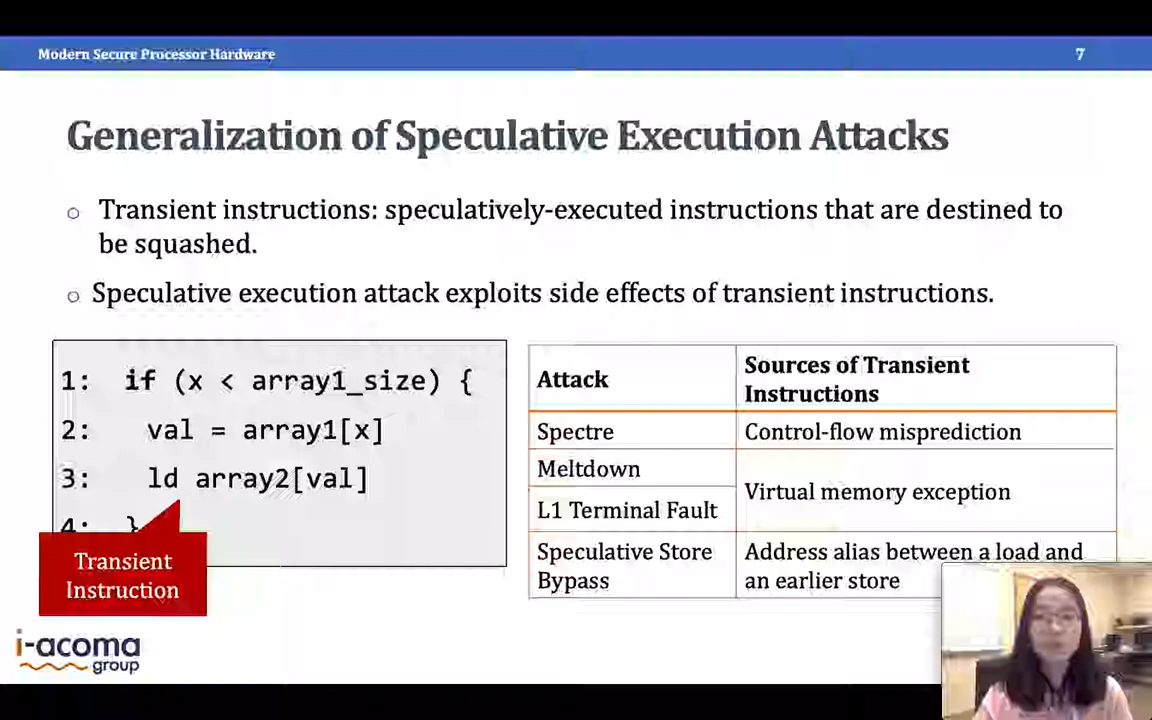 Modern Secure Processor Hardware
7
Generalization of Speculative Execution Attacks
Transient instructions: speculatively-executed instructions that are destined to
be squashed.
Speculative execution attack exploits side effects of transient instructions.
1: if (x < array1_size) {
2: val = array1[x]
3: ld array2[val]
4: }
Transient
Instruction
Attack
Sources of Transient
Instructions
Spectre
Control-flow misprediction
Meltdown
L1 Terminal Fault
Virtual memory exception
Speculative Store
Bypass
Address alias between a load and
an earlier store
i-acoma
group